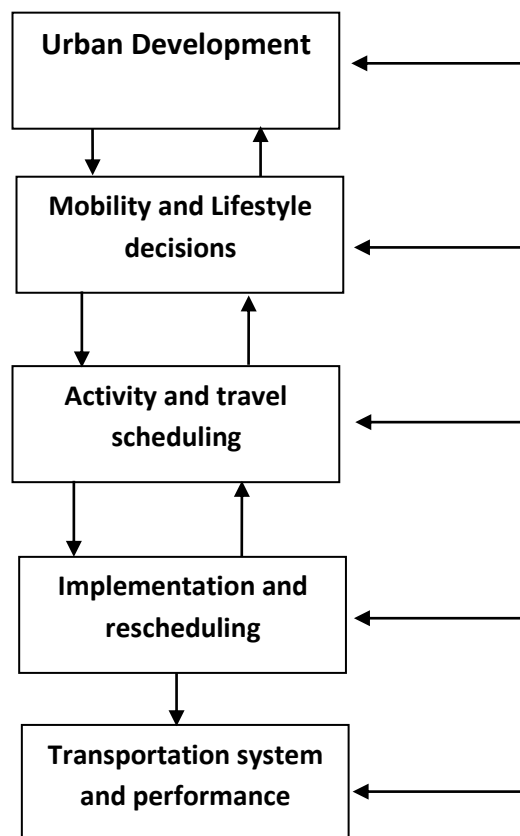 Urban Development
Mobility and Lifestyle
decisions
Activity and travel
scheduling
Implementation and
rescheduling
Transportation system
and performance